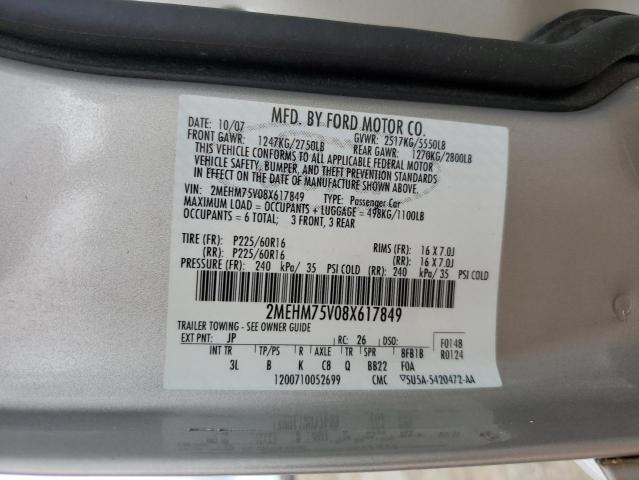 MFD. BY FORD MOTOR CO.
DATE: 10/07 GVWR: 2517KG/5550LB
FRONT GAWR: 1247KG/2750LB REAR GAWR: 1270KG/2800LB
THIS VEHICLE CONFORMS TO ALL APPLICABLE FEDERAL MOTOR
VEHICLE SAFETY, BUMPER, AND THEFT PREVENTION STANDARDS
IN EFFECT ON THE DATE OF MANUFACTURE SHOWN ABOVE.
VIN: 2MEHM75V08X617849 TYPE: Passenger Car
MAXIMUM LOAD = OCCUPANTS + LUGGAGE = 498KG/1100LB
OCCUPANTS = 6 TOTAL; 3 FRONT, 3 REAR
TIRE (FR): P225/60R16 RIMS (FR): 16 X 7.0J
(RR): P225/60R16 (RR): 16 X 7.0J
PRESSURE (FR): 240 kPa/ 35 PSI COLD (RR) 240 kPa/ 35 PSI COLD
2MEHM75V08X617849
TRAILER TOWING - SEE OWNER GUIDE
EXT PNT: JP RC: 26 DSO: F0148
INT TR TP/PS R AXLE TR SPR BFB1B R0124
3L B K C8 Q BB22 F0A
1200710052699 CMC 5U5A-5420472-AA